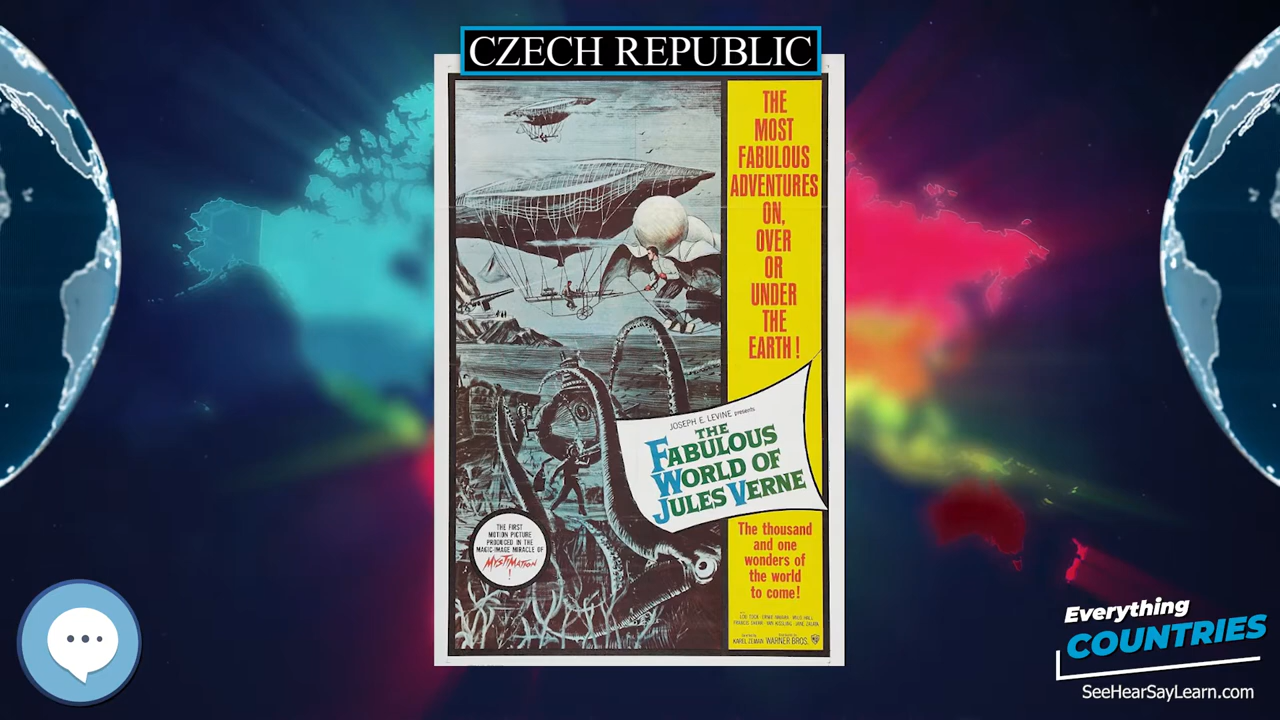 CZECH REPUBLIC
THE
MOST
FABULOUS
ADVENTURES
ON,
OVER
OR
UNDER
THE
EARTH!
JOSEPH E. LEVINE presents
THE
FABULOUS
WORLD OF
JULES VERNE
THE FIRST
MOTION PICTURE
PRODUCED IN THE
MAGIC-IMAGE MIRACLE OF
MYSTIMATION
!
The thousand
and one
wonders of
the world
to come!
KAREL ZEMAN WARNER BROS.
Everything
COUNTRIES
SeeHearSayLearn.com